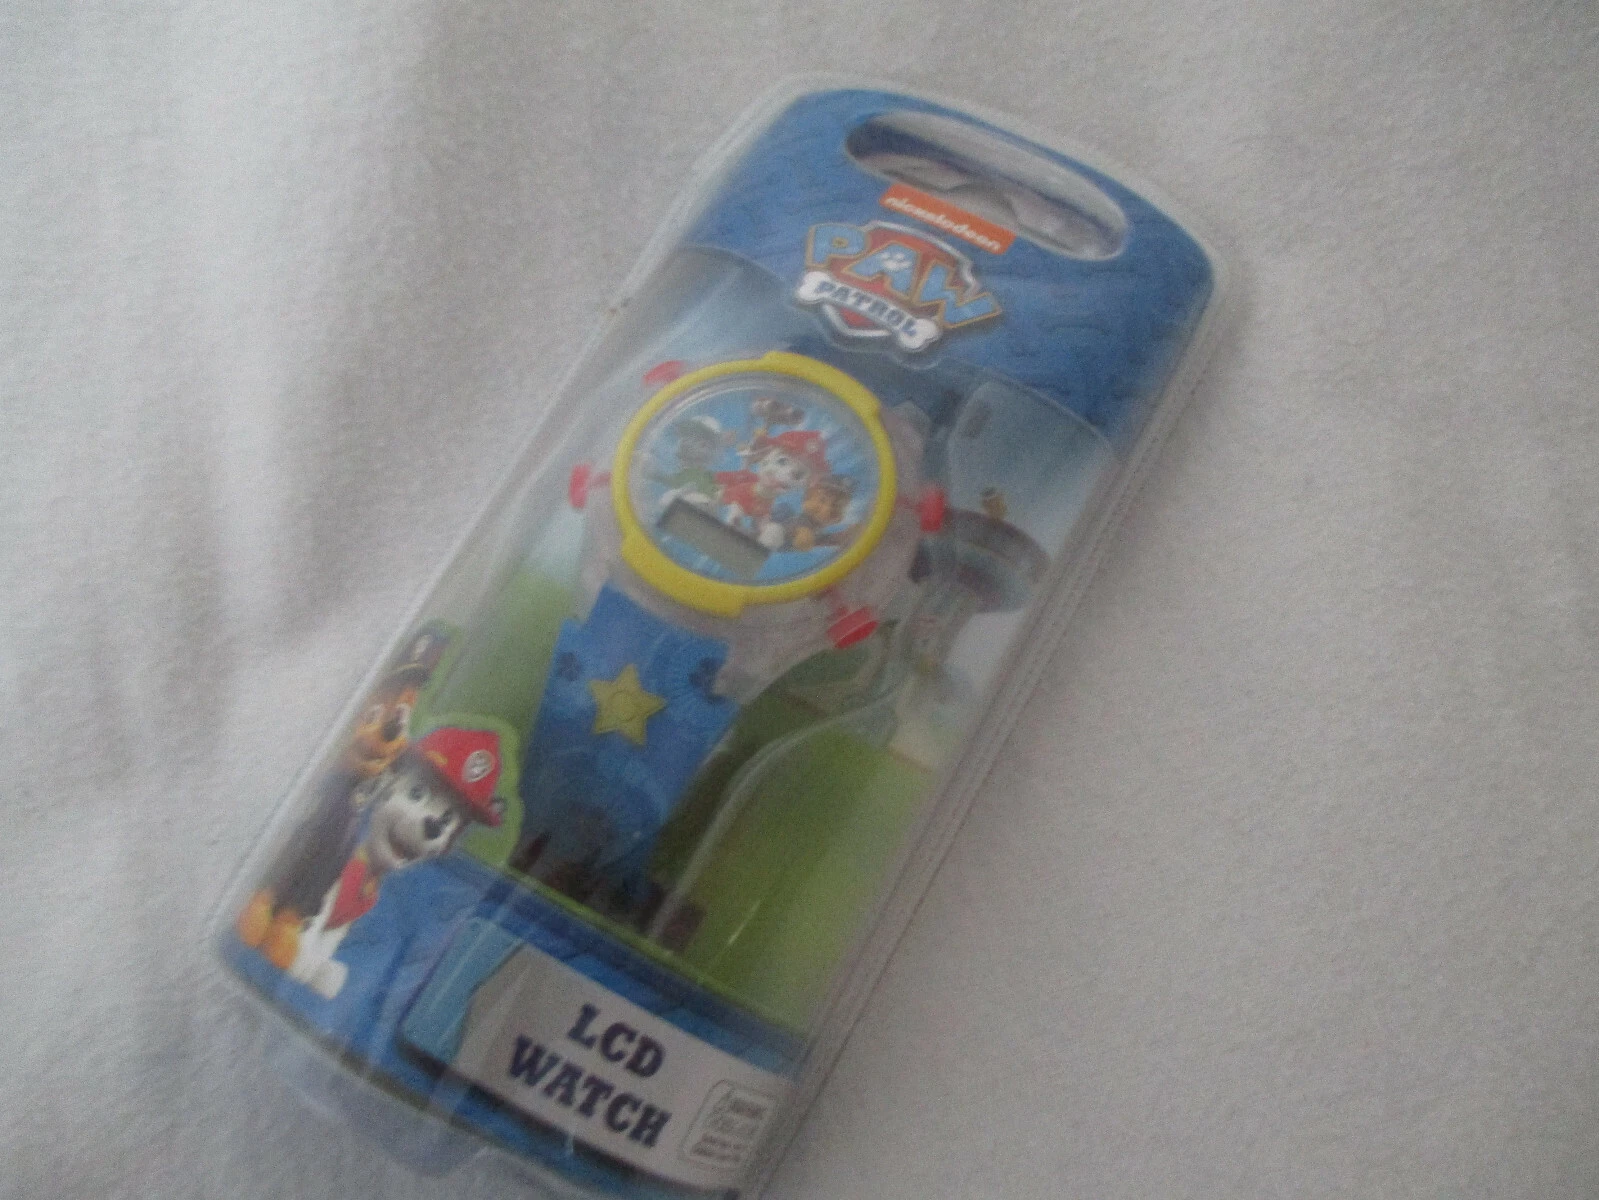 nickelodeon
PAW
PATROL
LCD
WATCH